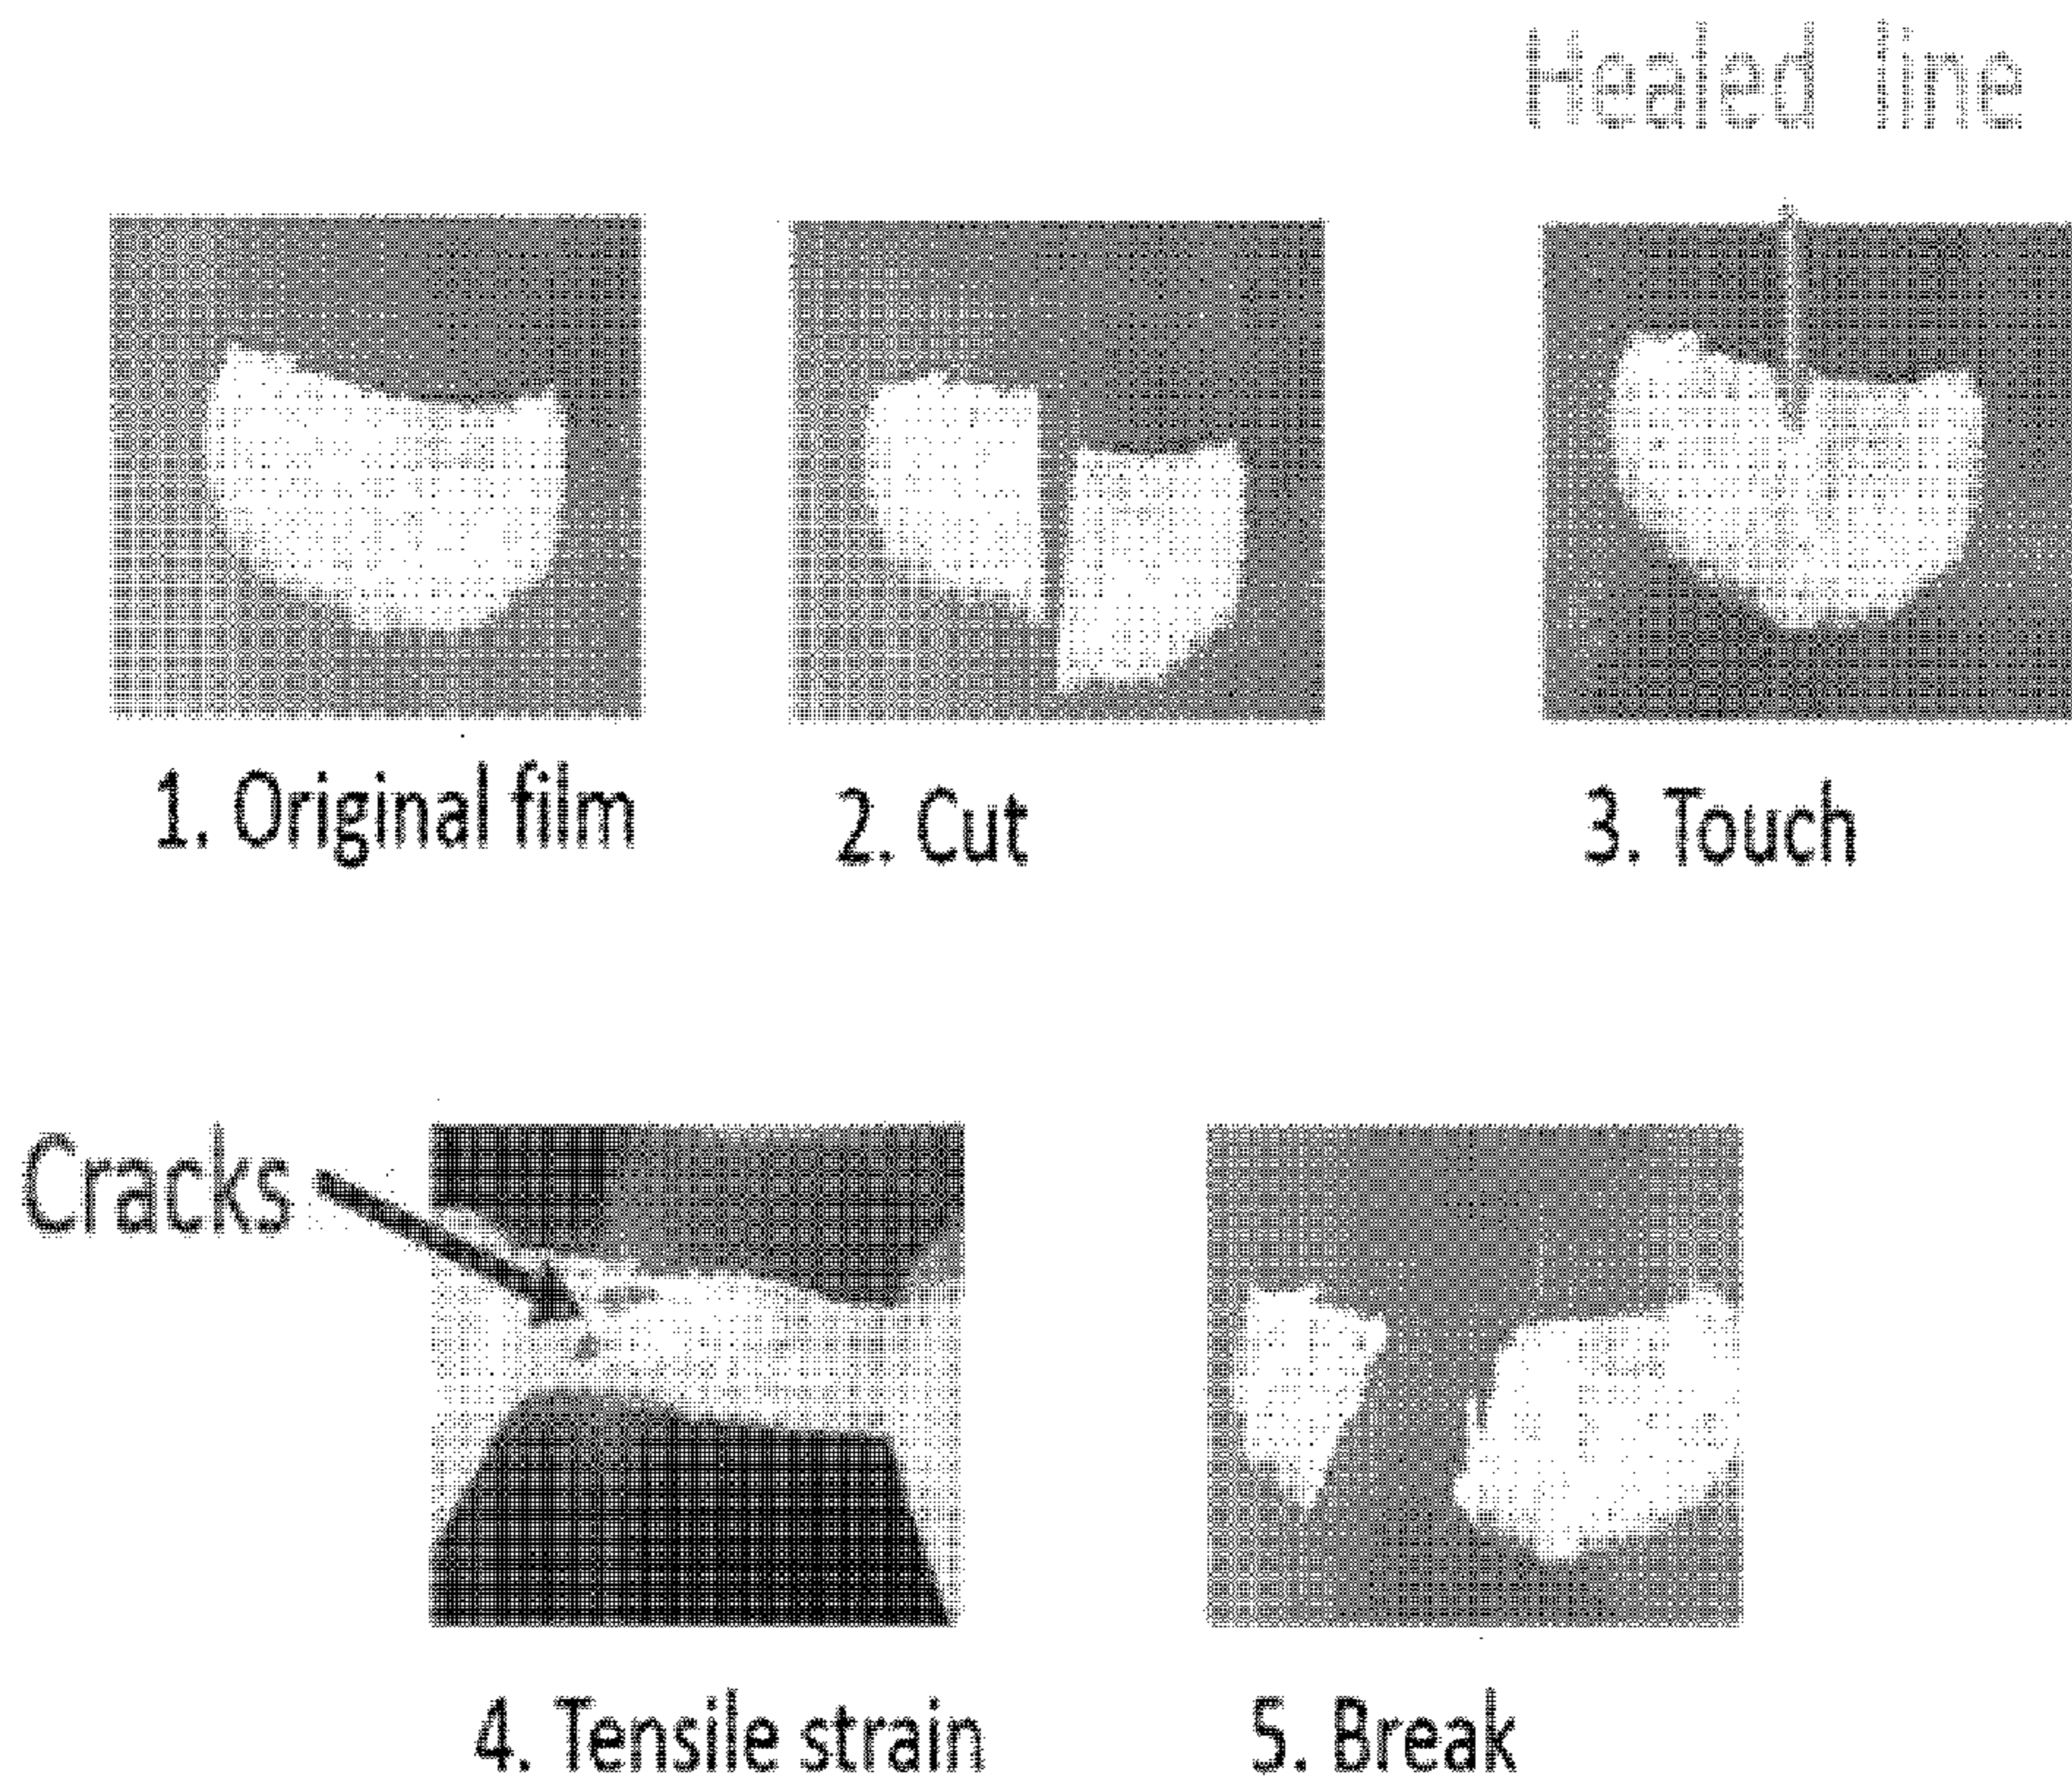 Healed line
1. Original film
2. Cut
3. Touch
Cracks
4. Tensile strain
5. Break